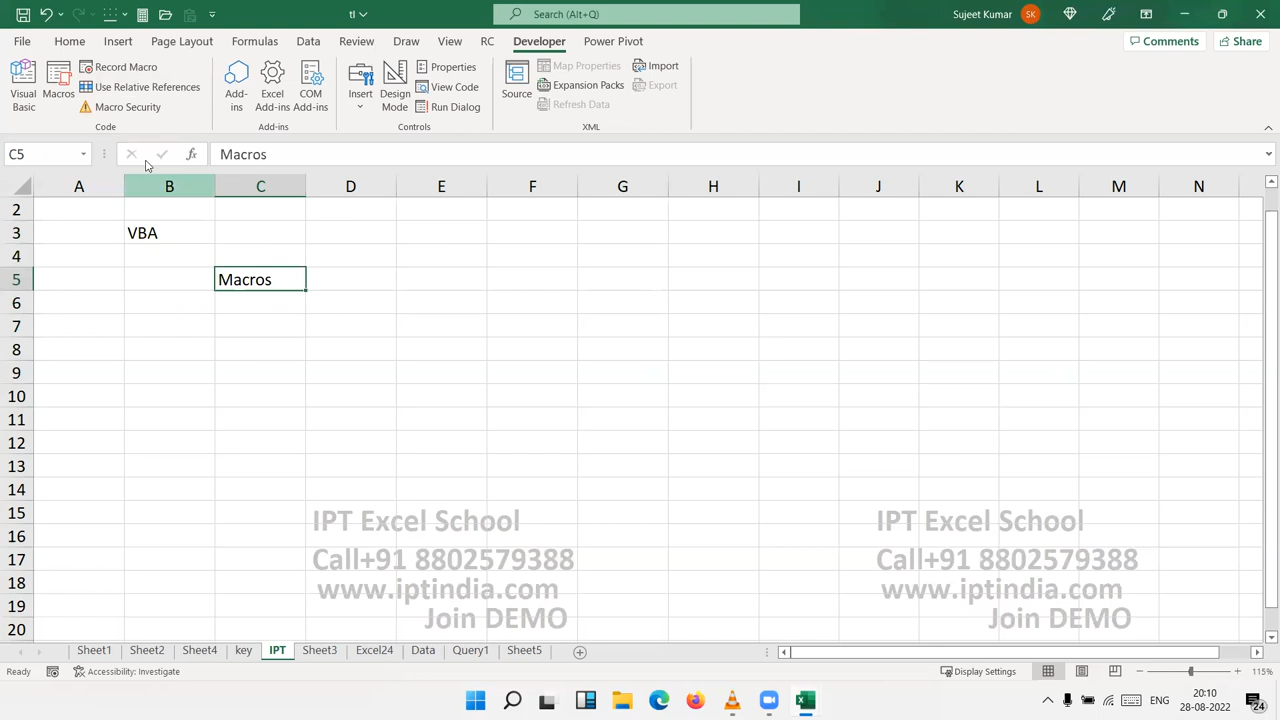 tl
Search (Alt+Q)
Sujeet Kumar
SK
File
Home
Insert
Page Layout
Formulas
Data
Review
View
Draw
RC
Developer
Power Pivot
Comments
Share
Visual Basic
Macros
Record Macro
Use Relative References
Macro Security
Code
Add-ins
Excel Add-ins
COM Add-ins
Add-ins
Insert
Design Mode
Properties
View Code
Run Dialog
Controls
Source
Map Properties
Expansion Packs
Refresh Data
Import
Export
XML
C5
fx
Macros
A B C D E F G H I J K L M N
2
3 VBA
4
5 Macros
6
7
8
9
10
11
12
13
14
15
16
17
18
19
20
IPT Excel School
Call+91 8802579388
www.iptindia.com
Join DEMO
IPT Excel School
Call+91 8802579388
www.iptindia.com
Join DEMO
Sheet1 Sheet2 Sheet4 key IPT Sheet3 Excel24 Data Query1 Sheet5
Ready
Accessibility: Investigate
Display Settings
115%
ENG
20:10
28-08-2022
24